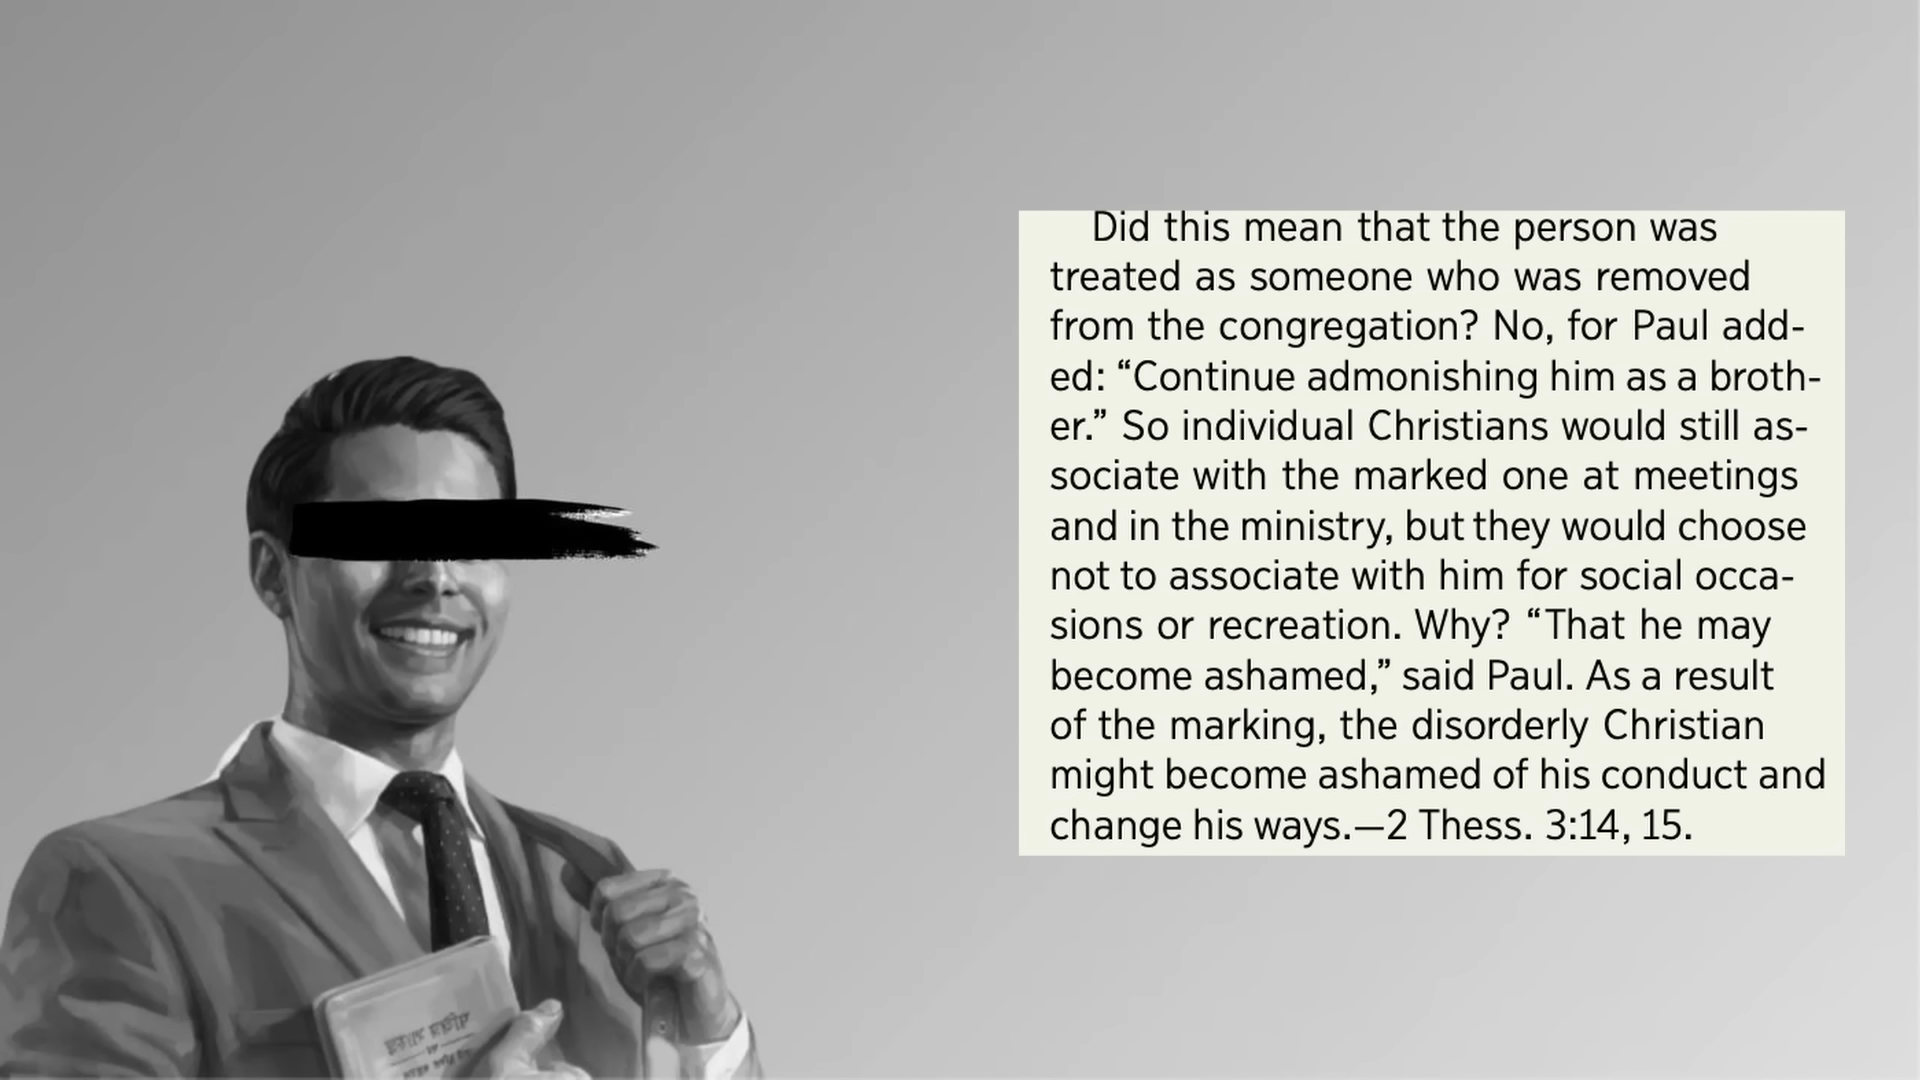 Did this mean that the person was
treated as someone who was removed
from the congregation? No, for Paul add-
ed: “Continue admonishing him as a broth-
er.” So individual Christians would still as-
sociate with the marked one at meetings
and in the ministry, but they would choose
not to associate with him for social occa-
sions or recreation. Why? “That he may
become ashamed,” said Paul. As a result
of the marking, the disorderly Christian
might become ashamed of his conduct and
change his ways.—2 Thess. 3:14, 15.